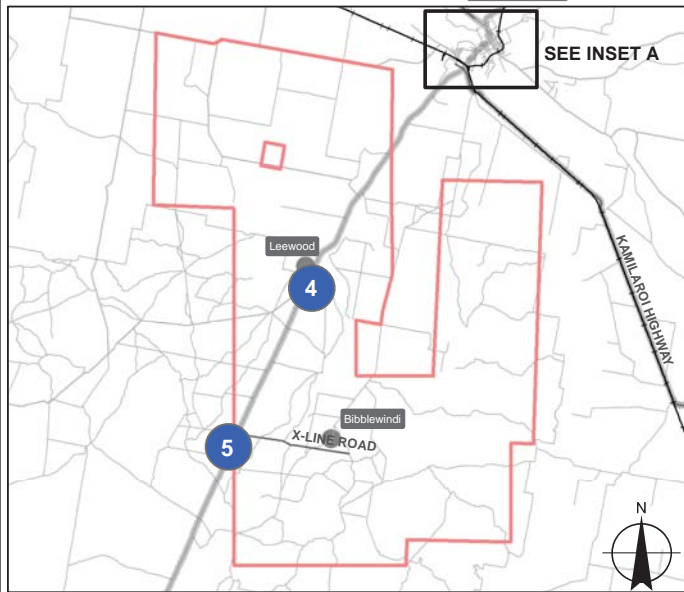 SEE INSET A
KAMILAROI HIGHWAY
Leewood
4
Bibblewindi
5
X-LINE ROAD
N